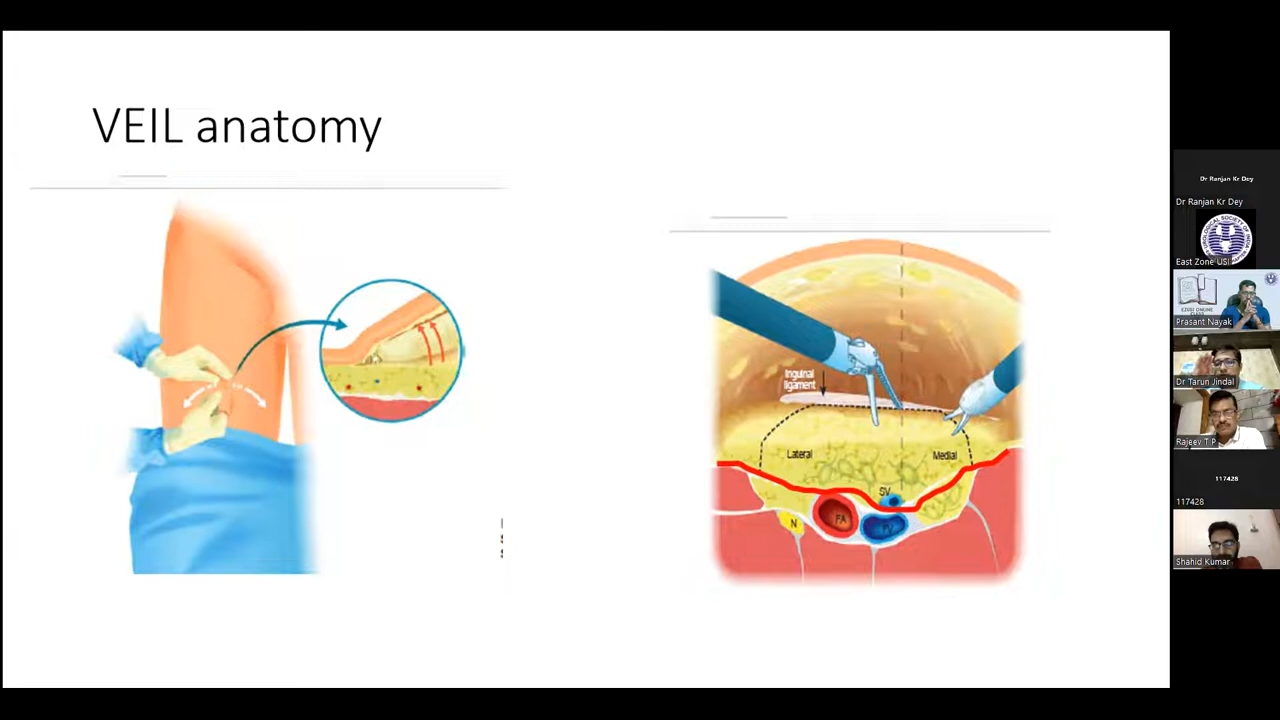 VEIL anatomy
Inguinal
ligament
Lateral
Medial
SV
FA
FV
N
Dr Ranjan Kr Dey
Dr Ranjan Kr Dey
East Zone USI
Prasant Nayak
Dr Tarun Jindal
Rajeev T P
117428
117428
Shahid Kumar